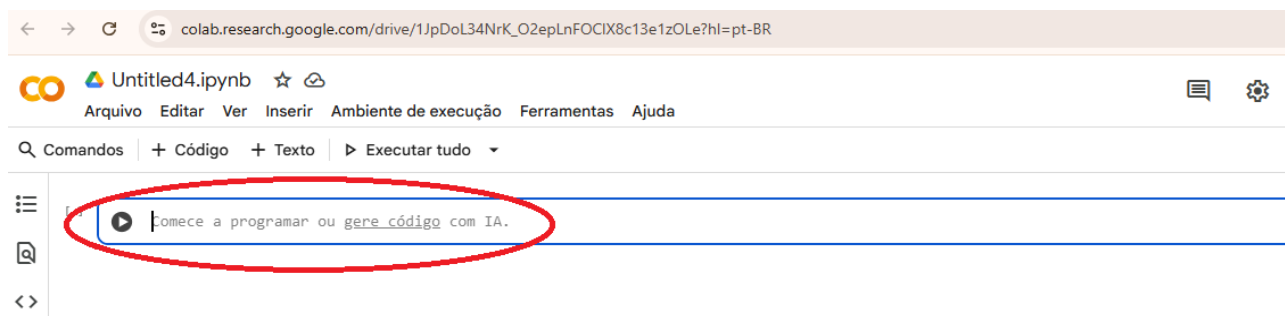 colab.research.google.com/drive/1JpDoL34NrK_O2epLnFOClX8c13e1zOLe?hl=pt-BR
CO Untitled4.ipynb
Arquivo Editar Ver Inserir Ambiente de execução Ferramentas Ajuda
Comandos + Código + Texto Executar tudo
[ ] Comece a programar ou gere código com IA.